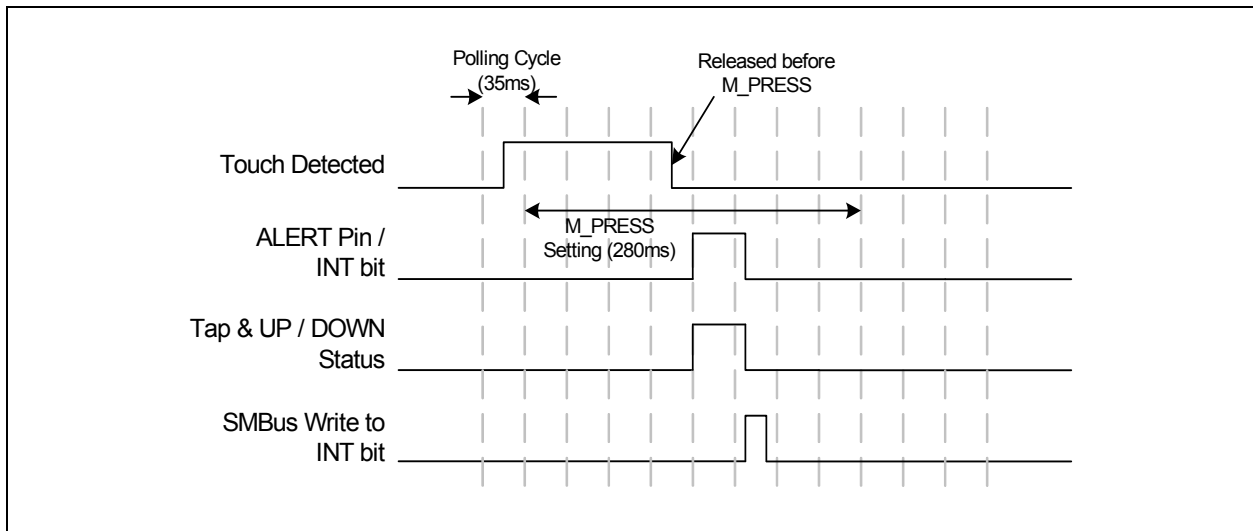 Polling Cycle
(35ms)
Released before
M_PRESS
Touch Detected
M_PRESS
Setting (280ms)
ALERT Pin /
INT bit
Tap & UP / DOWN
Status
SMBus Write to
INT bit